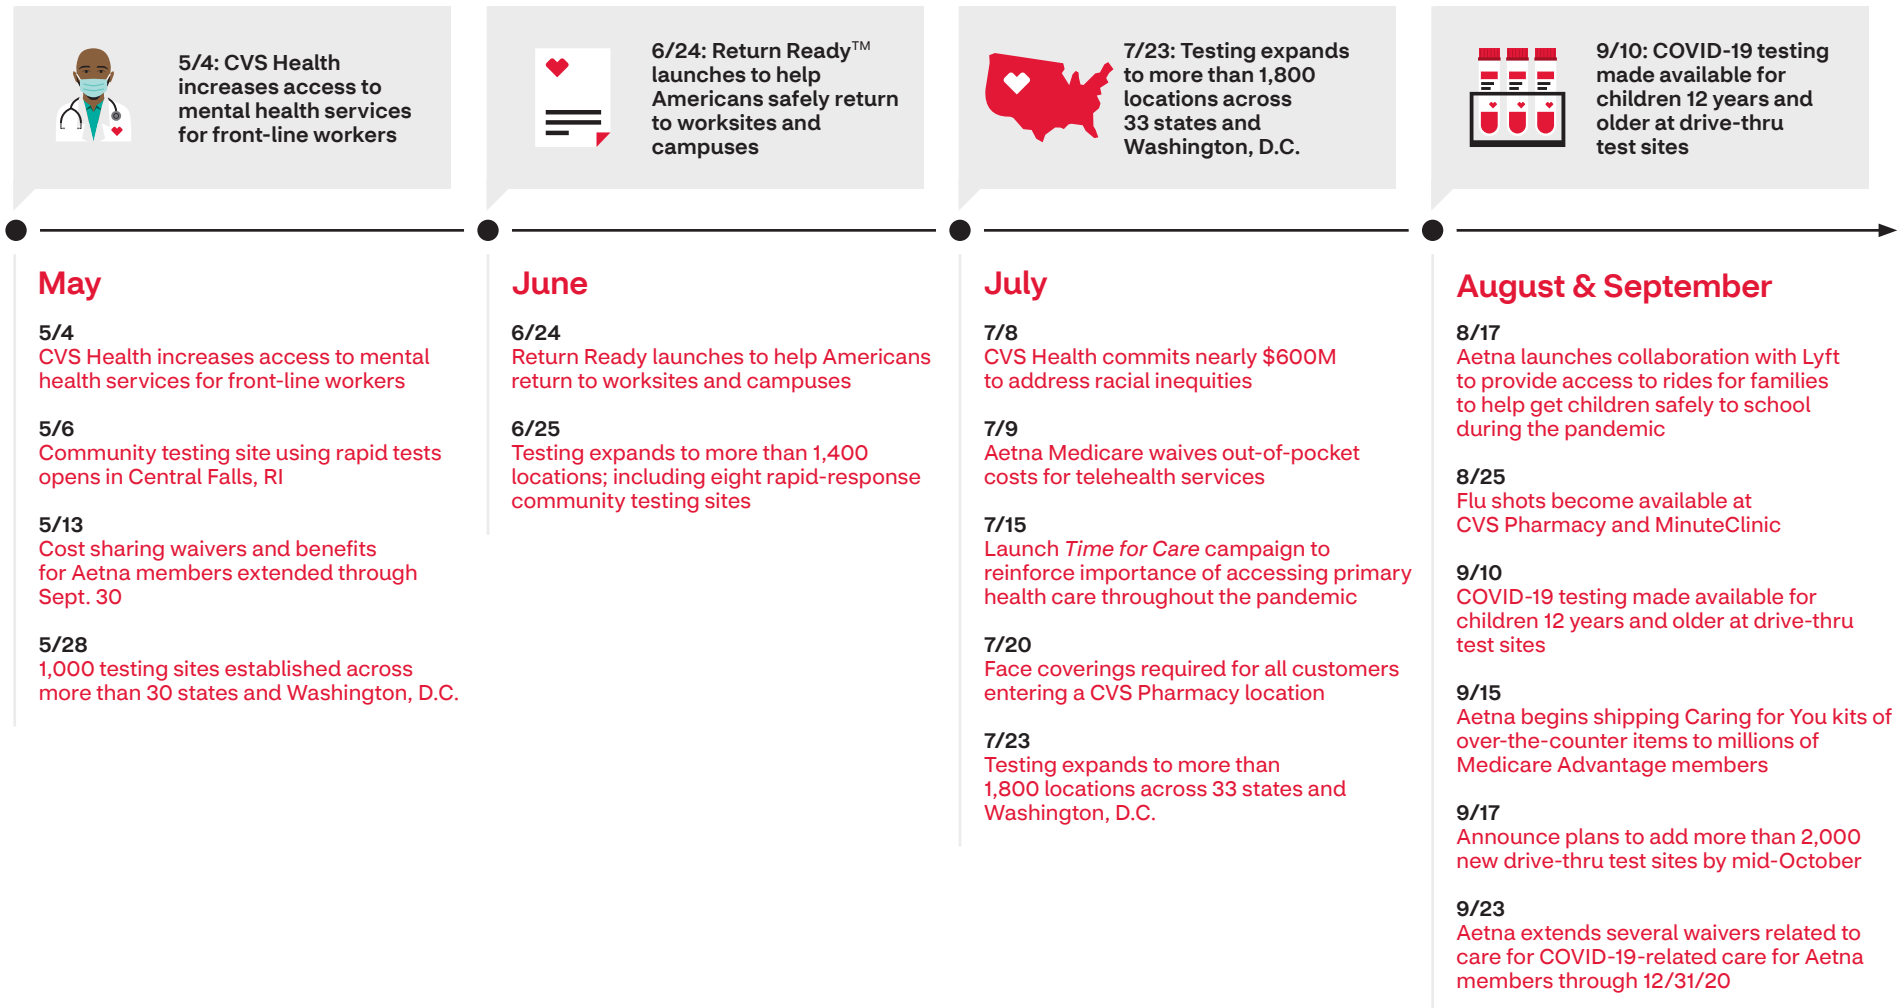 5/4: CVS Health
increases access to
mental health services
for front-line workers
6/24: Return Ready™
launches to help
Americans safely return
to worksites and
campuses
7/23: Testing expands
to more than 1,800
locations across
33 states and
Washington, D.C.
9/10: COVID-19 testing
made available for
children 12 years and
older at drive-thru
test sites
May
5/4
CVS Health increases access to mental
health services for front-line workers
5/6
Community testing site using rapid tests
opens in Central Falls, RI
5/13
Cost sharing waivers and benefits
for Aetna members extended through
Sept. 30
5/28
1,000 testing sites established across
more than 30 states and Washington, D.C.
June
6/24
Return Ready launches to help Americans
return to worksites and campuses
6/25
Testing expands to more than 1,400
locations; including eight rapid-response
community testing sites
July
7/8
CVS Health commits nearly $600M
to address racial inequities
7/9
Aetna Medicare waives out-of-pocket
costs for telehealth services
7/15
Launch Time for Care campaign to
reinforce importance of accessing primary
health care throughout the pandemic
7/20
Face coverings required for all customers
entering a CVS Pharmacy location
7/23
Testing expands to more than
1,800 locations across 33 states and
Washington, D.C.
August & September
8/17
Aetna launches collaboration with Lyft
to provide access to rides for families
to help get children safely to school
during the pandemic
8/25
Flu shots become available at
CVS Pharmacy and MinuteClinic
9/10
COVID-19 testing made available for
children 12 years and older at drive-thru
test sites
9/15
Aetna begins shipping Caring for You kits of
over-the-counter items to millions of
Medicare Advantage members
9/17
Announce plans to add more than 2,000
new drive-thru test sites by mid-October
9/23
Aetna extends several waivers related to
care for COVID-19-related care for Aetna
members through 12/31/20